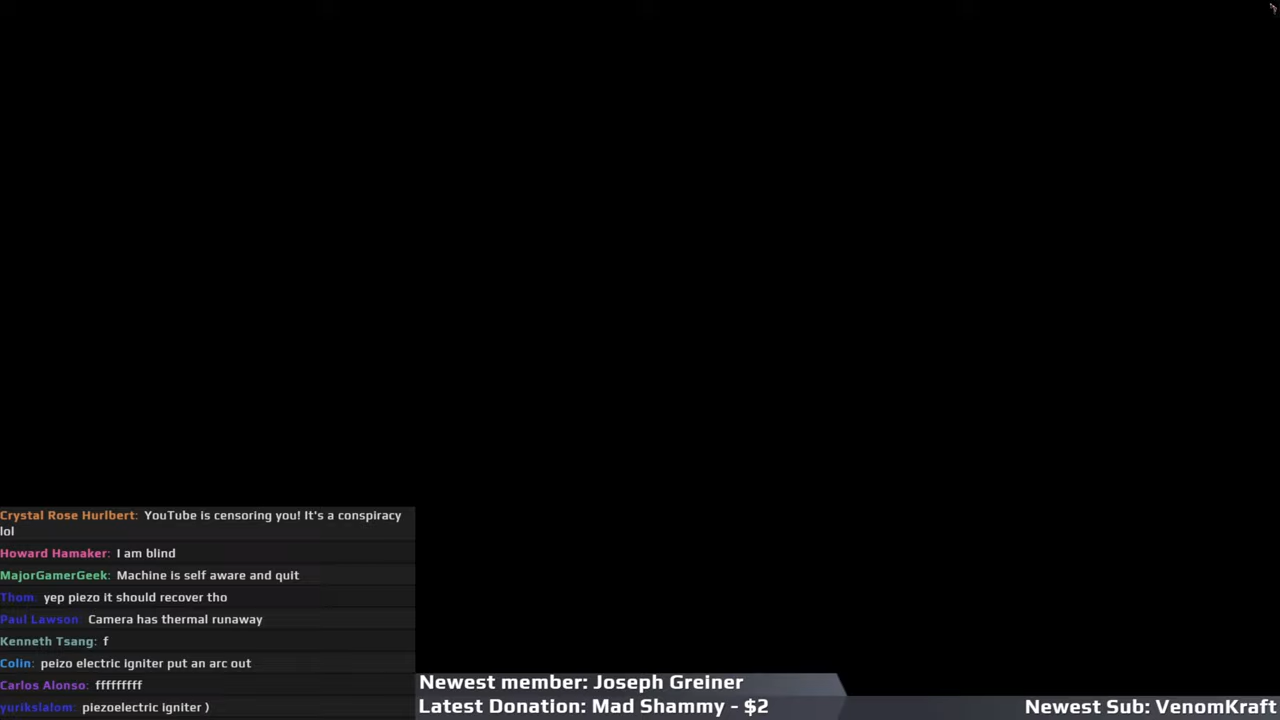 Crystal Rose Hurlbert: YouTube is censoring you! It's a conspiracy
lol
Howard Hamaker: I am blind
MajorGamerGeek: Machine is self aware and quit
Thom: yep piezo it should recover tho
Paul Lawson: Camera has thermal runaway
Kenneth Tsang: f
Colin: peizo electric igniter put an arc out
Carlos Alonso: fffffffff
yurikslalom: piezoelectric igniter )
Newest member: Joseph Greiner
Latest Donation: Mad Shammy - $2
Newest Sub: VenomKraft